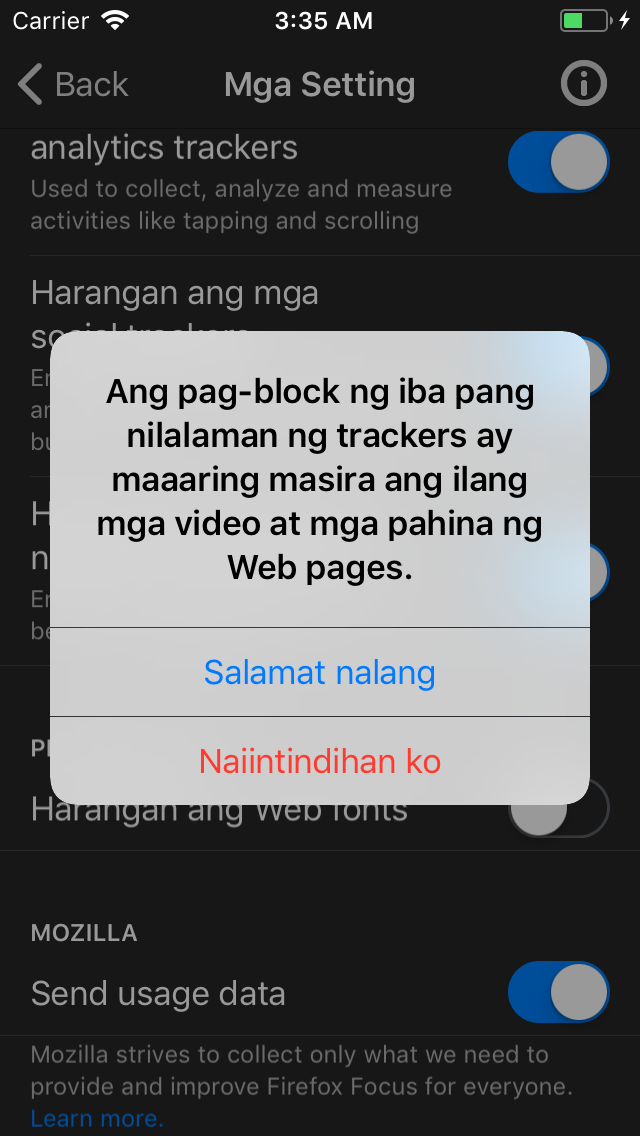 Carrier
3:35 AM
Back
Mga Setting
analytics trackers
Used to collect, analyze and measure
activities like tapping and scrolling
Harangan ang mga
social trackers
Ang pag-block ng iba pang
nilalaman ng trackers ay
maaaring masira ang ilang
mga video at mga pahina ng
Web pages.
Salamat nalang
Naiintindihan ko
Harangan ang Web fonts
MOZILLA
Send usage data
Mozilla strives to collect only what we need to
provide and improve Firefox Focus for everyone.
Learn more.